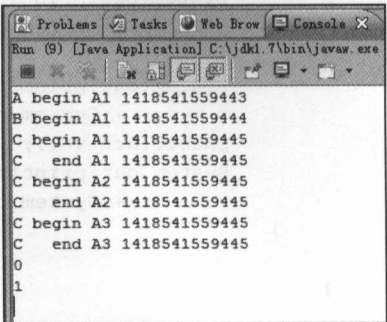 Problems Tasks Web Brow Console
Run (9) [Java Application] C:\jdk1.7\bin\javaw.exe
A begin A1 1418541559443
B begin A1 1418541559444
C begin A1 1418541559445
C   end A1 1418541559445
C begin A2 1418541559445
C   end A2 1418541559445
C begin A3 1418541559445
C   end A3 1418541559445
0
1